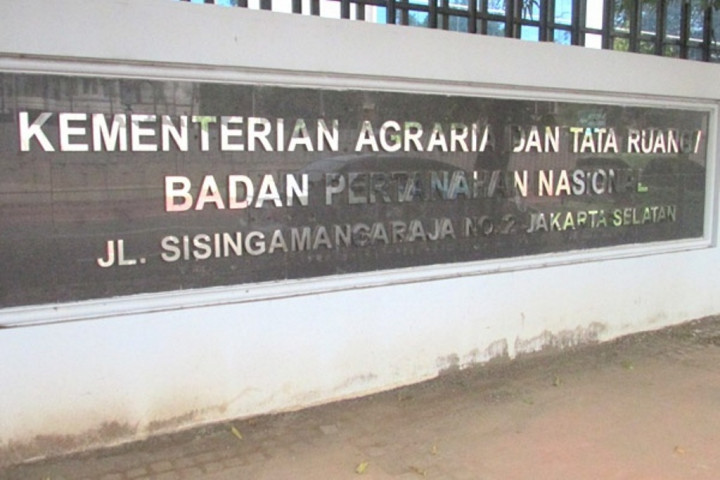 KEMENTERIAN AGRARIA DAN TATA RUANG/
BADAN PERTANAHAN NASIONAL
JL. SISINGAMANGARAJA NO. 2 JAKARTA SELATAN